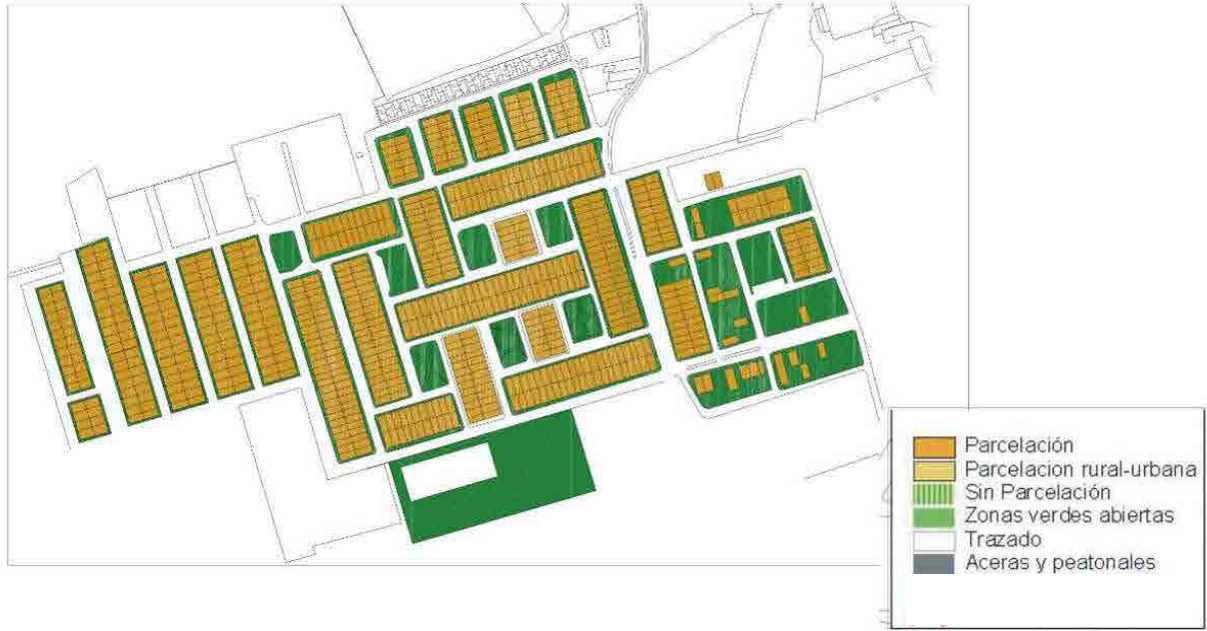 Parcelación
Parcelacion rural-urbana
Sin Parcelación
Zonas verdes abiertas
Trazado
Aceras y peatonales